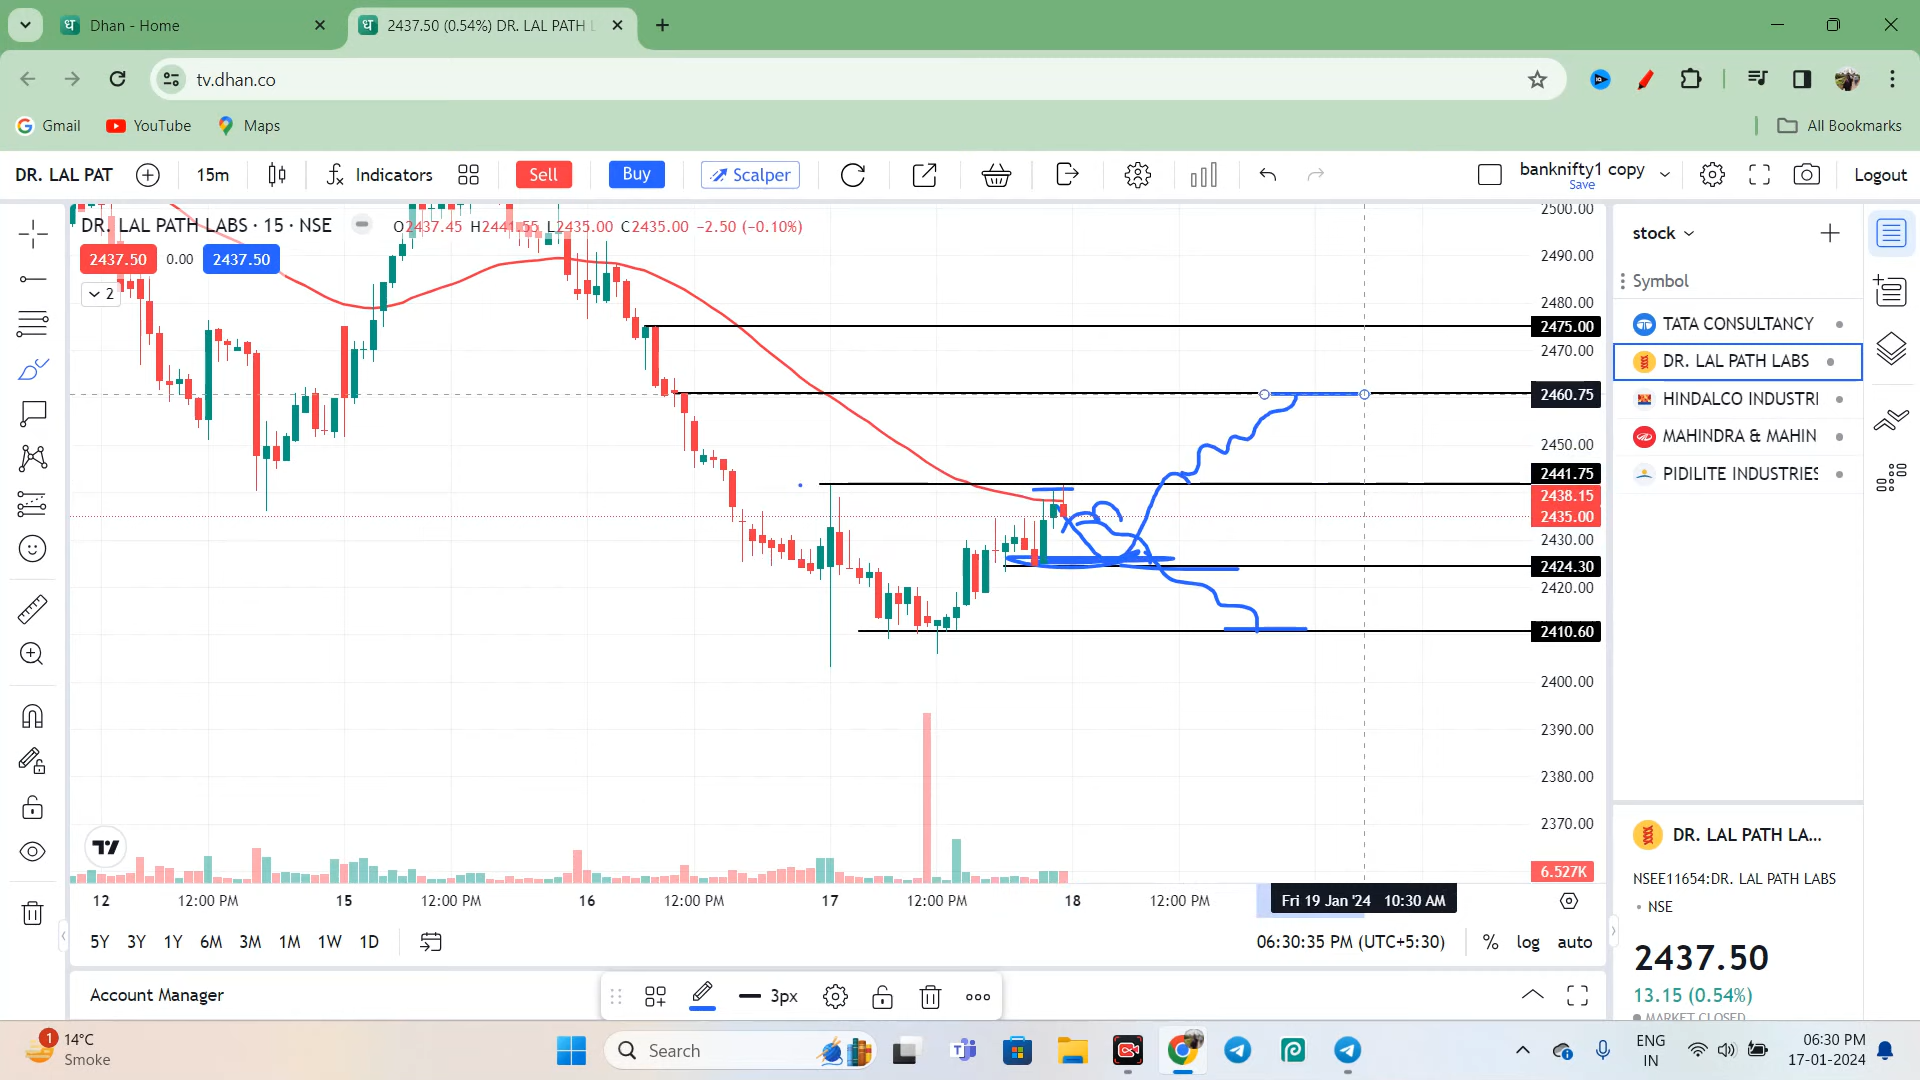 Dhan - Home
2437.50 (0.54%) DR. LAL PATH L
tv.dhan.co
Gmail
YouTube
Maps
All Bookmarks
DR. LAL PAT
15m
Indicators
Sell
Buy
Scalper
banknifty1 copy
Save
Logout
DR. LAL PATH LABS · 15 · NSE
O2437.45 H2441.55 L2435.00 C2435.00 -2.50 (-0.10%)
2437.50
0.00
2437.50
2
2500.00
2490.00
2480.00
2475.00
2470.00
2460.75
2450.00
2441.75
2438.15
2435.00
2430.00
2424.30
2420.00
2410.60
2400.00
2390.00
2380.00
2370.00
6.527K
12
12:00 PM
15
12:00 PM
16
12:00 PM
17
12:00 PM
18
12:00 PM
Fri 19 Jan '24 10:30 AM
5Y
3Y
1Y
6M
3M
1M
1W
1D
06:30:35 PM (UTC+5:30)
%
log
auto
stock
Symbol
TATA CONSULTANCY
DR. LAL PATH LABS
HINDALCO INDUSTRI
MAHINDRA & MAHIN
PIDILITE INDUSTRIES
DR. LAL PATH LA...
NSEE11654:DR. LAL PATH LABS
• NSE
2437.50
13.15 (0.54%)
MARKET CLOSED
Account Manager
3px
1
14°C
Smoke
Search
ENG
IN
06:30 PM
17-01-2024